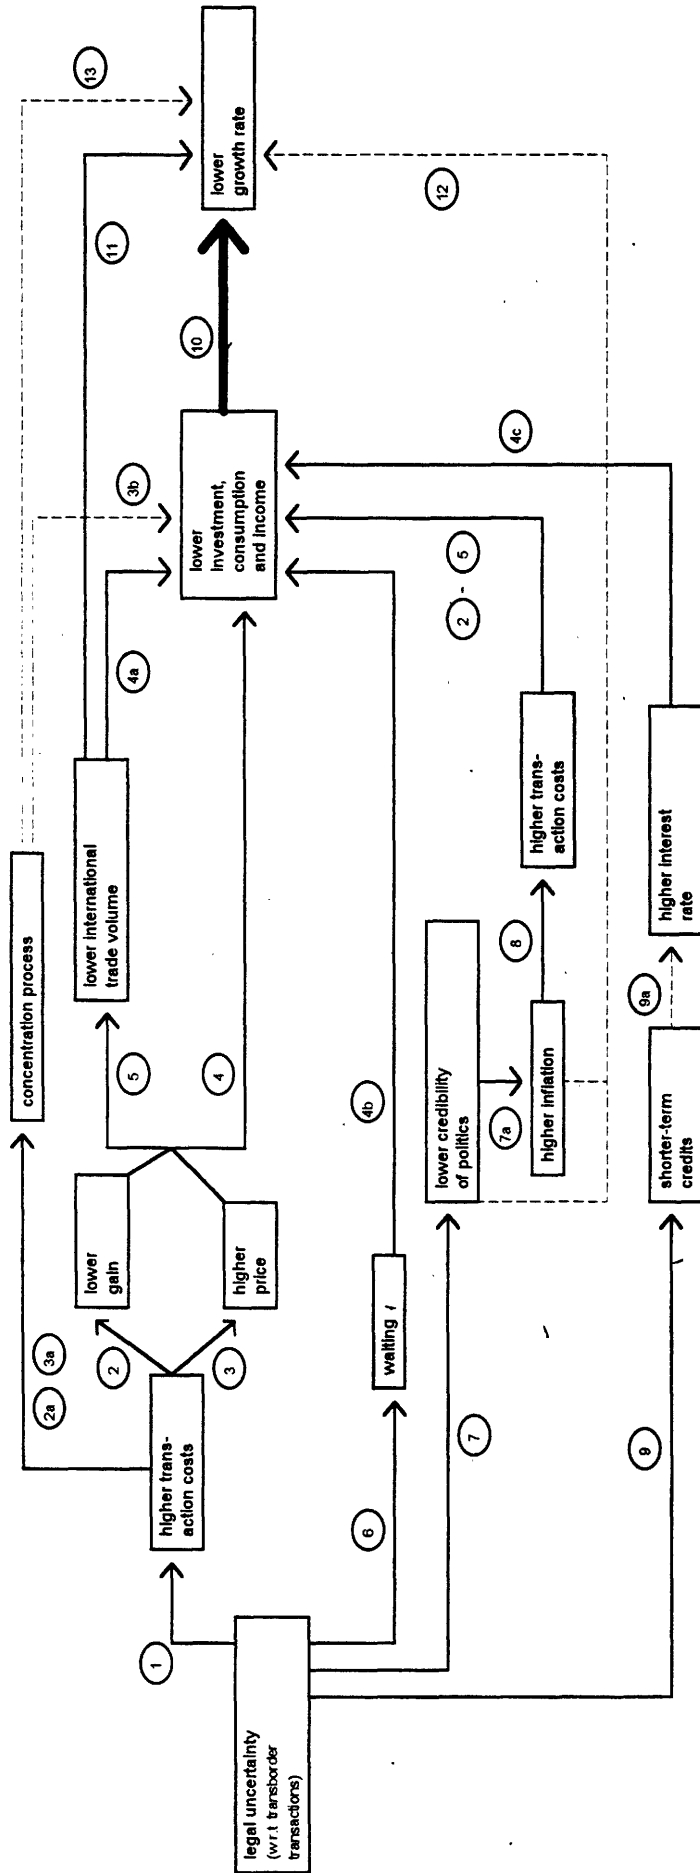 13
concentration process
11
3b
4a
lower international
trade volume
5
2a
3a
lower
gain
2
higher trans-
action costs
3
higher
price
1
4
10
lower
growth rate
lower
investment,
consumption
and income
legal uncertainty
(w.r.t transborder
transactions)
6
waiting
4b
12
4c
2 - 5
7
lower credibility
of politics
7a
higher inflation
8
higher trans-
action costs
9
shorter-term
credits
9a
higher interest
rate